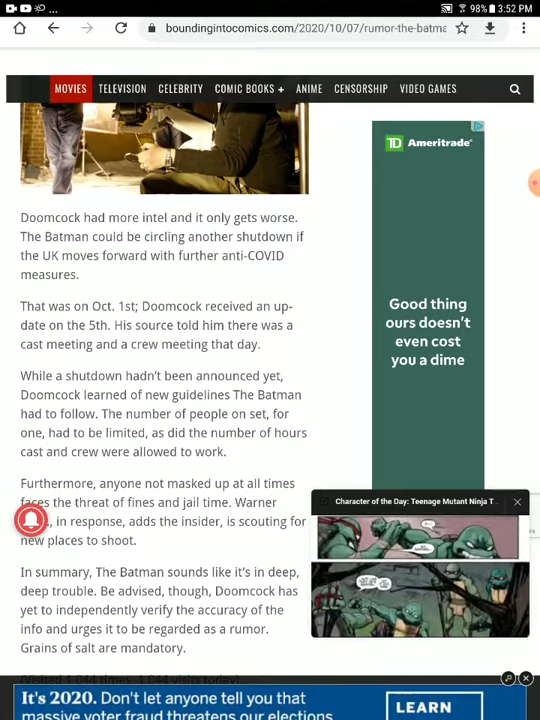 98% 3:52 PM
boundingintocomics.com/2020/10/07/rumor-the-batma
MOVIES TELEVISION CELEBRITY COMIC BOOKS + ANIME CENSORSHIP VIDEO GAMES
Doomcock had more intel and it only gets worse.
The Batman could be circling another shutdown if
the UK moves forward with further anti-COVID
measures.
That was on Oct. 1st; Doomcock received an up-
date on the 5th. His source told him there was a
cast meeting and a crew meeting that day.
While a shutdown hadn't been announced yet,
Doomcock learned of new guidelines The Batman
had to follow. The number of people on set, for
one, had to be limited, as did the number of hours
cast and crew were allowed to work.
Furthermore, anyone not masked up at all times
faces the threat of fines and jail time. Warner
, in response, adds the insider, is scouting for
new places to shoot.
In summary, The Batman sounds like it's in deep,
deep trouble. Be advised, though, Doomcock has
yet to independently verify the accuracy of the
info and urges it to be regarded as a rumor.
Grains of salt are mandatory.
(Visited 1,044 times, 1,044 visits today)
TD Ameritrade
Good thing
ours doesn't
even cost
you a dime
Character of the Day: Teenage Mutant Ninja T...
It's 2020. Don't let anyone tell you that
massive voter fraud threatens our elections
LEARN